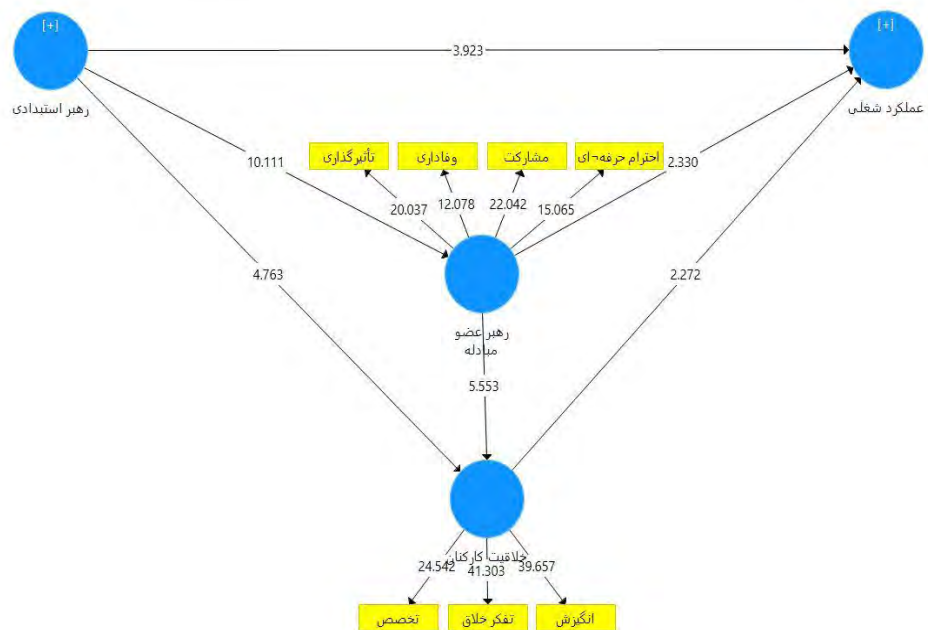 [+]
[+]
3.923
رهبر استبدادی
عملکرد شغلی
تأثیرگذاری
وفاداری
مشارکت
احترام حرفه¬ای
10.111
2.330
20.037
12.078
22.042
15.065
4.763
2.272
رهبر عضو
مبادله
5.553
خلاقیت کارکنان
24.542
41.303
39.657
تخصص
تفکر خلاق
انگیزش